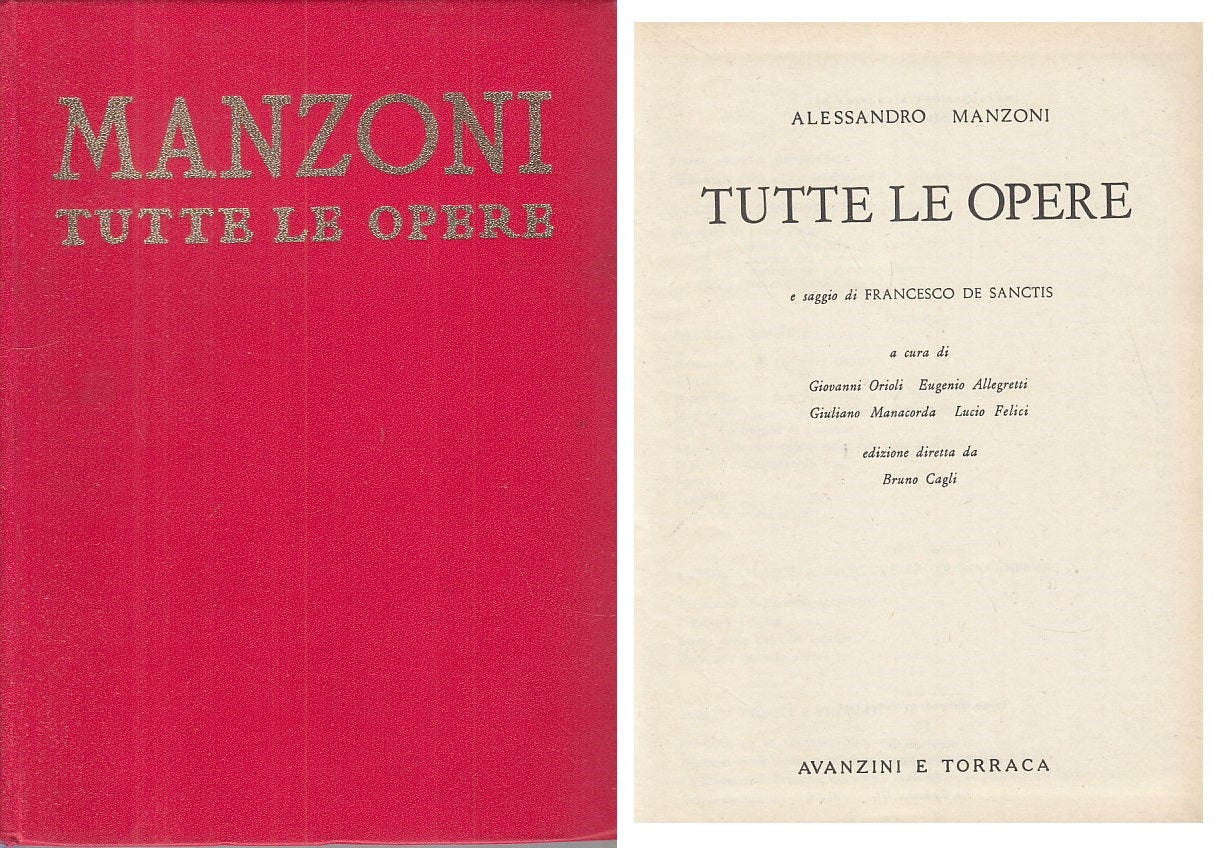 MANZONI
TUTTE LE OPERE
ALESSANDRO MANZONI
TUTTE LE OPERE
e saggio di FRANCESCO DE SANCTIS
a cura di
Giovanni Orioli Eugenio Allegretti
Giuliano Manacorda Lucio Felici
edizione diretta da
Bruno Cagli
AVANZINI E TORRACA